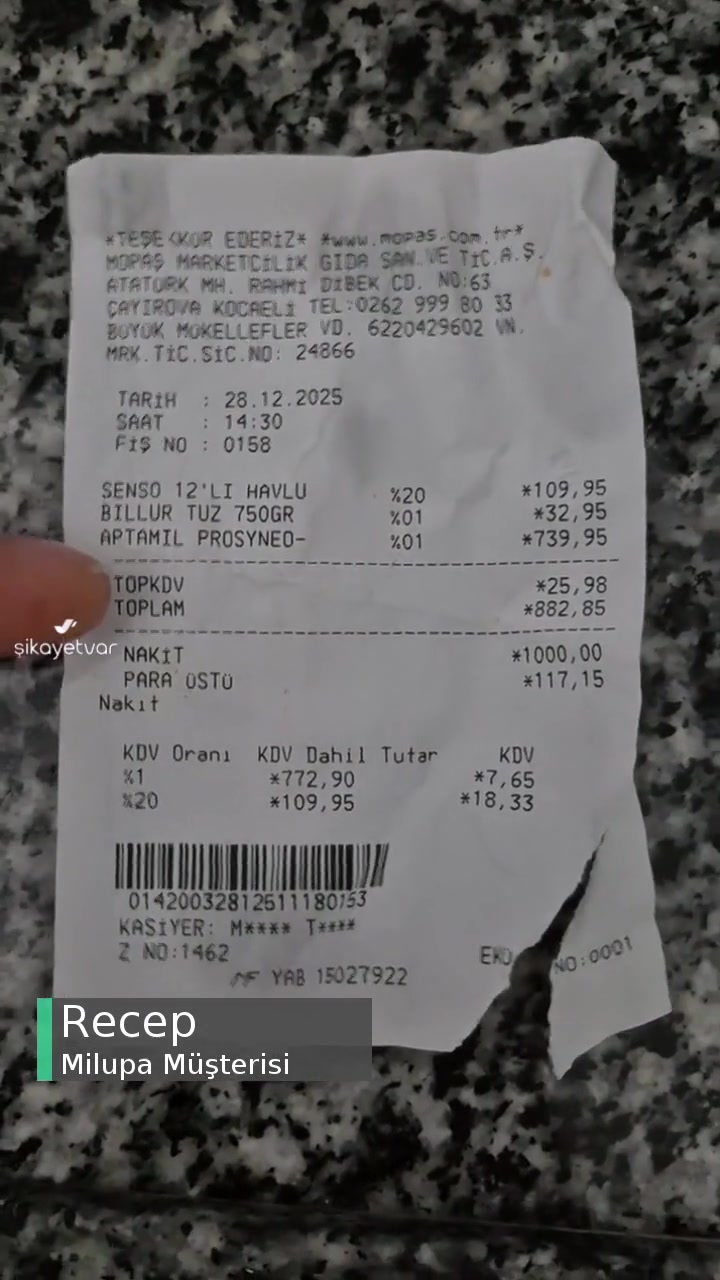 *TEŞEKKÜR EDERİZ* *www.mopas.com.tr*
MOPAŞ MARKETCİLİK GIDA SAN.VE TİC.A.Ş.
ATATÜRK MH. RAHMİ DİBEK CD. NO:63
ÇAYIROVA KOCAELİ TEL:0262 999 80 33
BÜYÜK MÜKELLEFLER VD. 6220429602 VN.
MRK.TİC.SİC.NO: 24866
TARİH : 28.12.2025
SAAT : 14:30
FİŞ NO : 0158
SENSO 12'LI HAVLU %20 *109,95
BILLUR TUZ 750GR %01 *32,95
APTAMIL PROSYNEO- %01 *739,95
TOPKDV *25,98
TOPLAM *882,85
şikayetvar
NAKİT *1000,00
PARA ÜSTÜ *117,15
Nakit
KDV Oranı KDV Dahil Tutar KDV
%1 *772,90 *7,65
%20 *109,95 *18,33
01420032812511180153
KASİYER: M**** T****
Z NO:1462
EKÜ NO:0001
MF YAB 15027922
Recep
Milupa Müşterisi